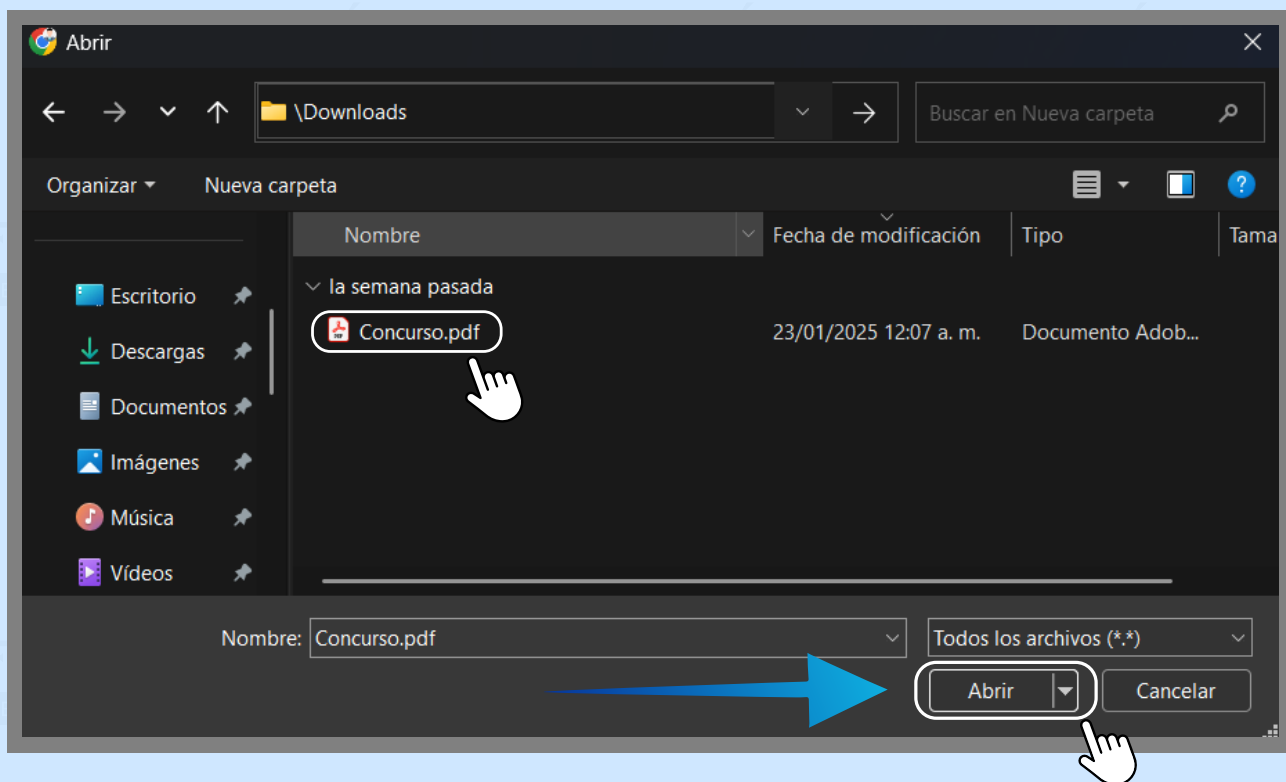 Abrir
\Downloads
Buscar en Nueva carpeta
Organizar
Nueva carpeta
Nombre
Fecha de modificación
Tipo
Tama
la semana pasada
Concurso.pdf
23/01/2025 12:07 a. m.
Documento Adob...
Escritorio
Descargas
Documentos
Imágenes
Música
Vídeos
Nombre: Concurso.pdf
Todos los archivos (*.*)
Abrir
Cancelar